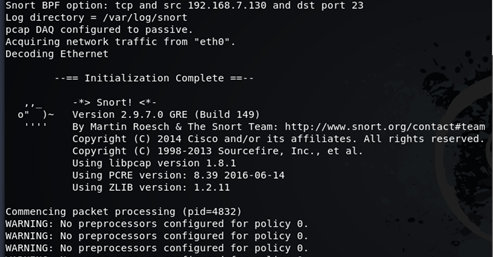 Snort BPF option: tcp and src 192.168.7.130 and dst port 23
Log directory = /var/log/snort
pcap DAQ configured to passive.
Acquiring network traffic from "eth0".
Decoding Ethernet
--== Initialization Complete ==--
,,_ -*> Snort! <*-
o" )~ Version 2.9.7.0 GRE (Build 149)
'''' By Martin Roesch & The Snort Team: http://www.snort.org/contact#team
Copyright (C) 2014 Cisco and/or its affiliates. All rights reserved.
Copyright (C) 1998-2013 Sourcefire, Inc., et al.
Using libpcap version 1.8.1
Using PCRE version: 8.39 2016-06-14
Using ZLIB version: 1.2.11
Commencing packet processing (pid=4832)
WARNING: No preprocessors configured for policy 0.
WARNING: No preprocessors configured for policy 0.
WARNING: No preprocessors configured for policy 0.